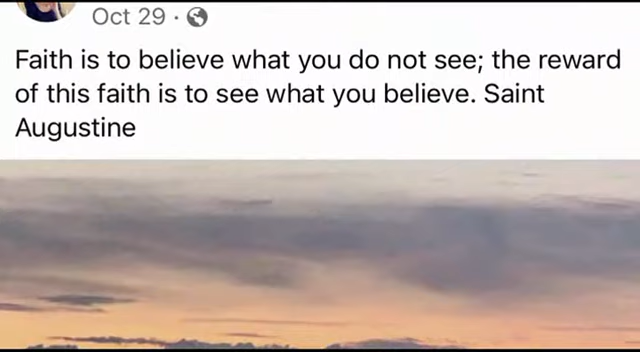 Oct 29 ·
Faith is to believe what you do not see; the reward
of this faith is to see what you believe. Saint
Augustine